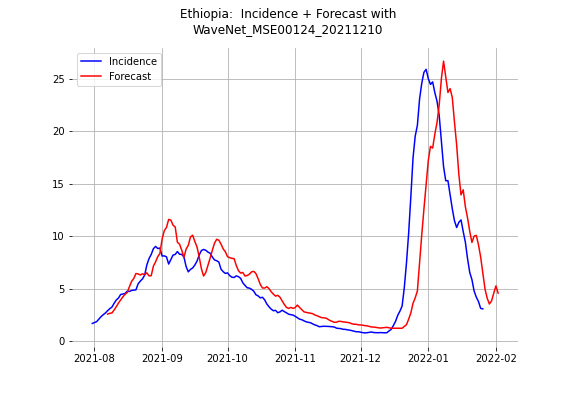 Ethiopia:  Incidence + Forecast with
WaveNet_MSE00124_20211210
Incidence
Forecast
25
20
15
10
5
0
2021-08 2021-09 2021-10 2021-11 2021-12 2022-01 2022-02